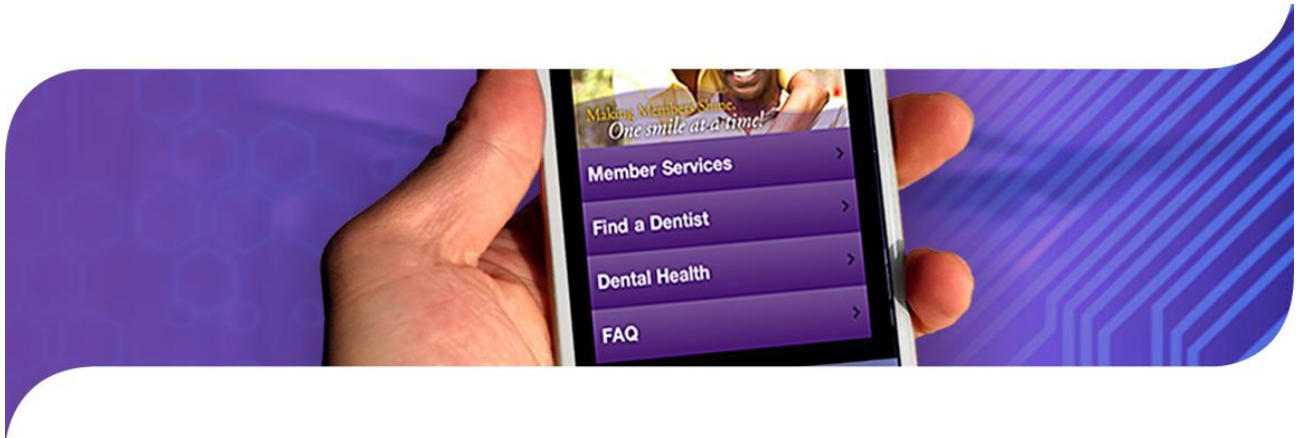 Making Members Shine.
One smile at a time!
Member Services
Find a Dentist
Dental Health
FAQ